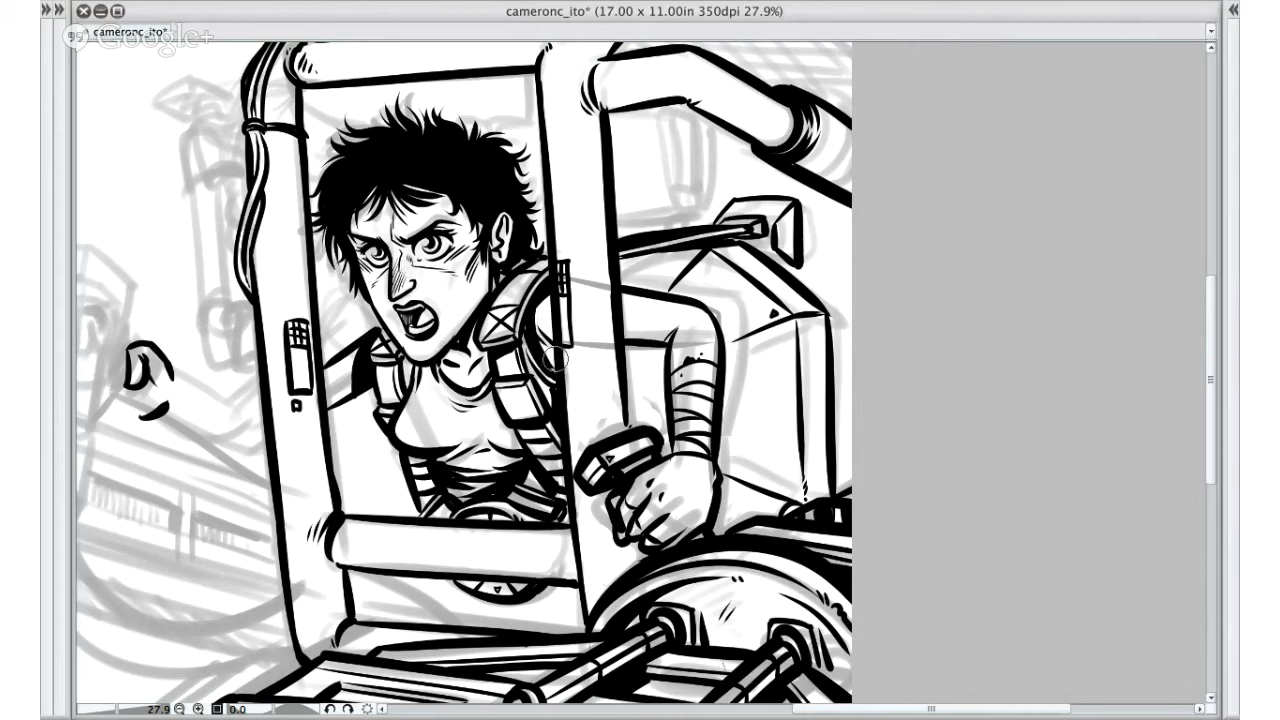 cameronc_ito* (17.00 x 11.00in 350dpi 27.9%)
cameronc_ito*
Google+
27.9
0.0